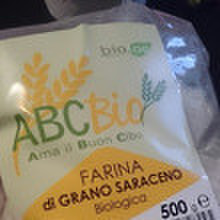 bio.
ABCBio
Ama il Buon Cibo
FARINA
di GRANO SARACENO
Biologica
500 g